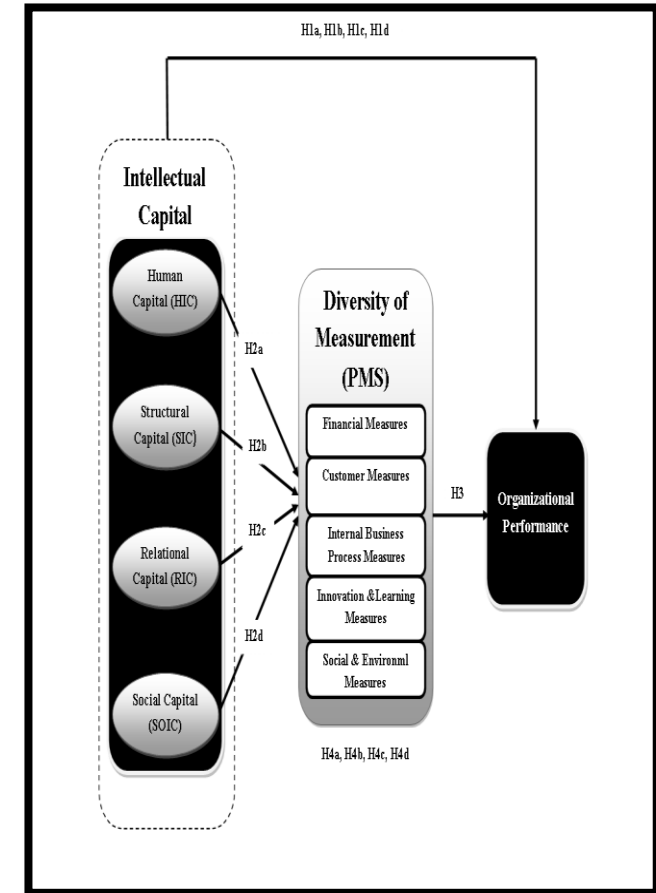 H1a, H1b, H1c, H1d
Intellectual
Capital
Human
Capital (HIC)
Structural
Capital (SIC)
Relational
Capital (RIC)
Social Capital
(SOIC)
H2a
H2b
H2c
H2d
Diversity of
Measurement
(PMS)
Financial Measures
Customer Measures
Internal Business
Process Measures
Innovation &Learning
Measures
Social & Environml
Measures
H4a, H4b, H4c, H4d
H3
Organizational
Performance